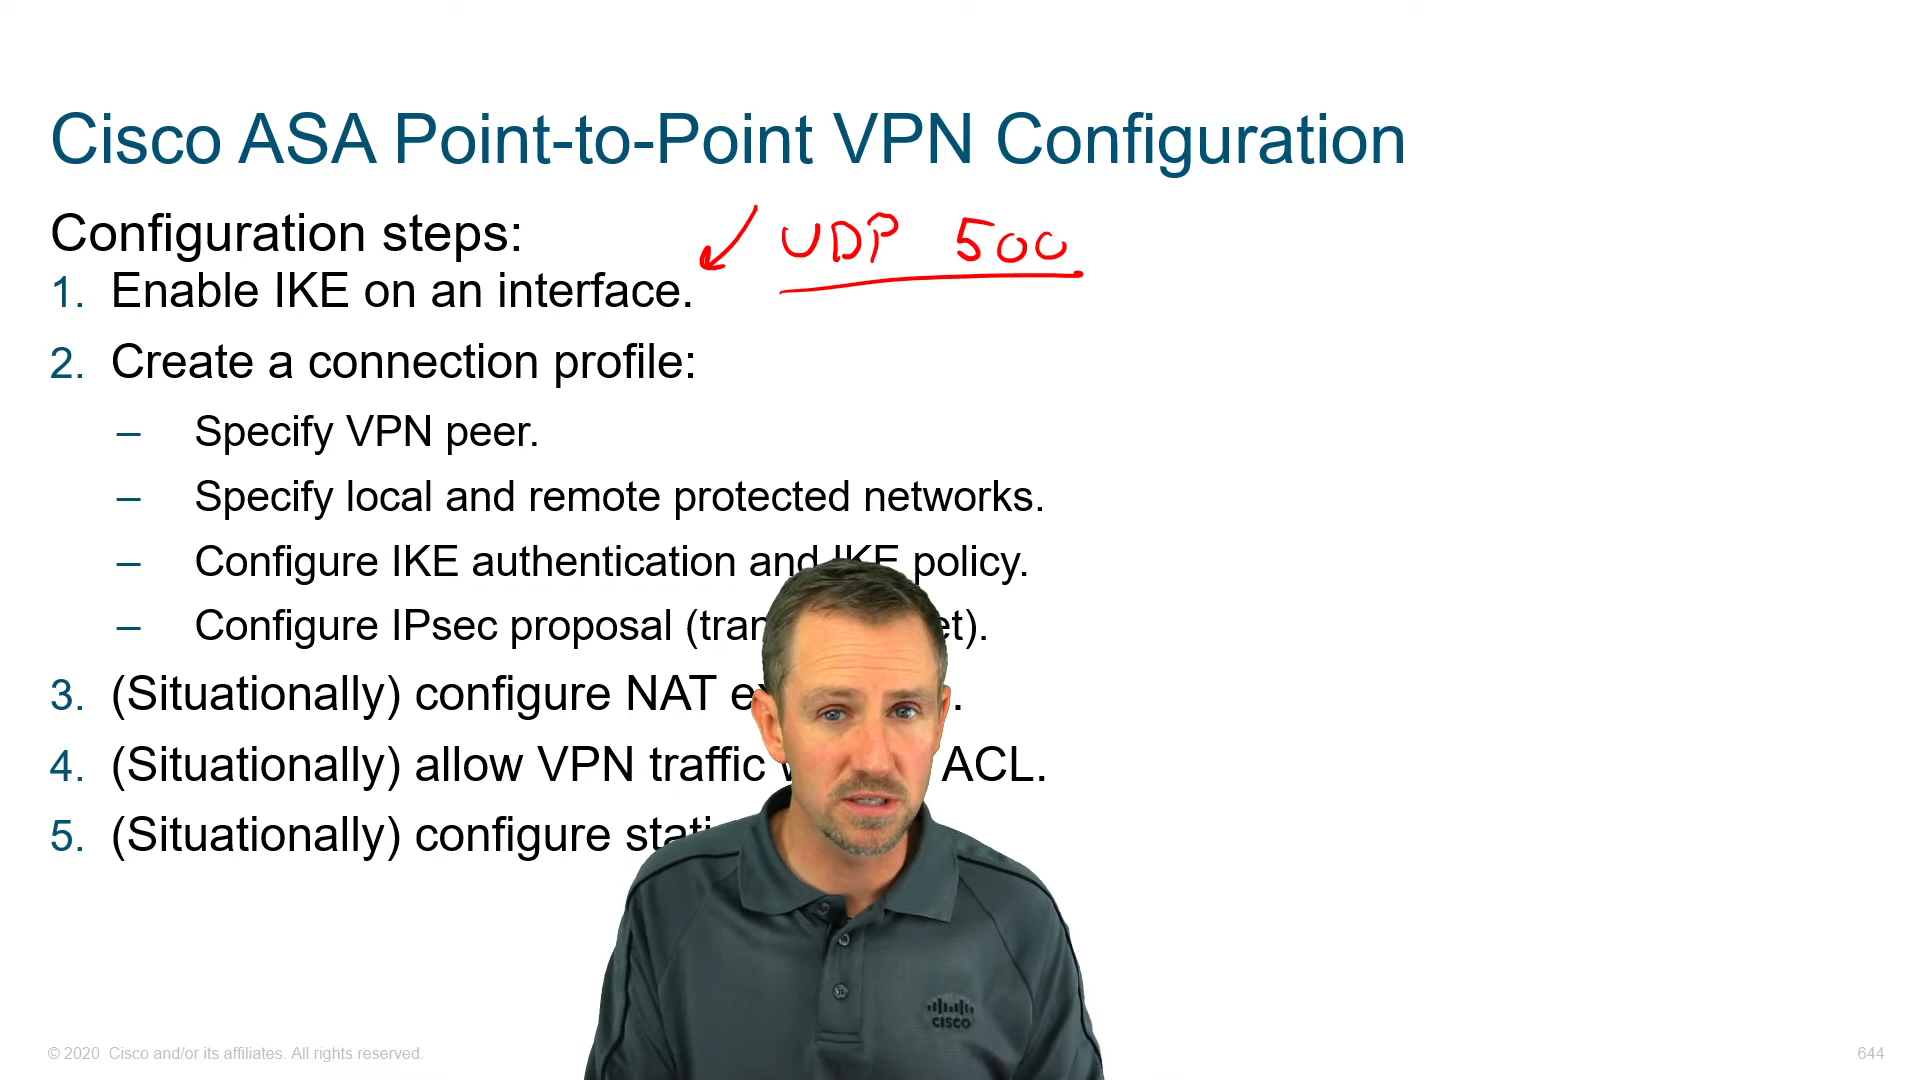 Cisco ASA Point-to-Point VPN Configuration
Configuration steps:
UDP 500
1. Enable IKE on an interface.
2. Create a connection profile:
– Specify VPN peer.
– Specify local and remote protected networks.
– Configure IKE authentication and IKE policy.
– Configure IPsec proposal (tran et).
3. (Situationally) configure NAT ex .
4. (Situationally) allow VPN traffic ACL.
5. (Situationally) configure stati
CISCO
© 2020 Cisco and/or its affiliates. All rights reserved.
644